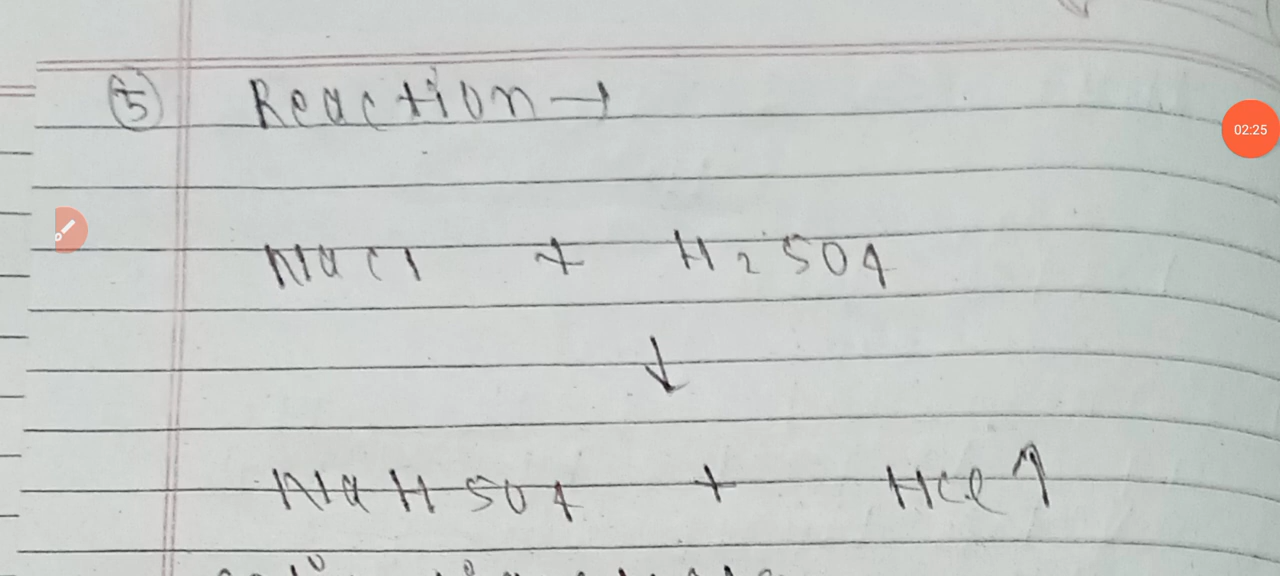 5 Reaction →
NaCl + H2SO4
↓
NaHSO4 + HCl ↑
02:25